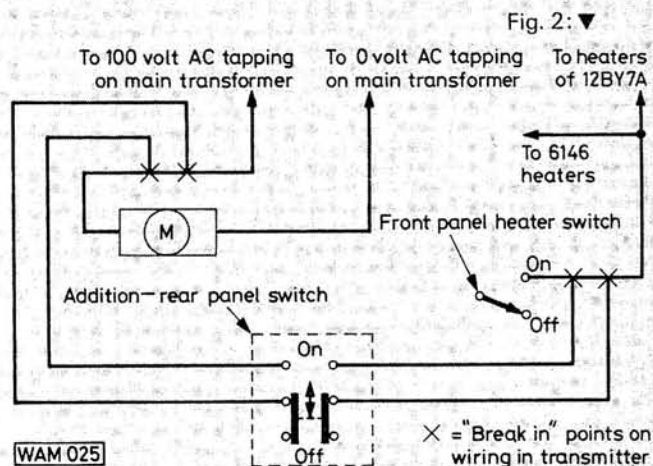 Fig. 2: ▼
To 100 volt AC tapping
on main transformer
To 0 volt AC tapping
on main transformer
To heaters
of 12BY7A
To 6146
heaters
M
Front panel heater switch
On
Off
Addition—rear panel switch
On
Off
X = "Break in" points on
wiring in transmitter
WAM 025